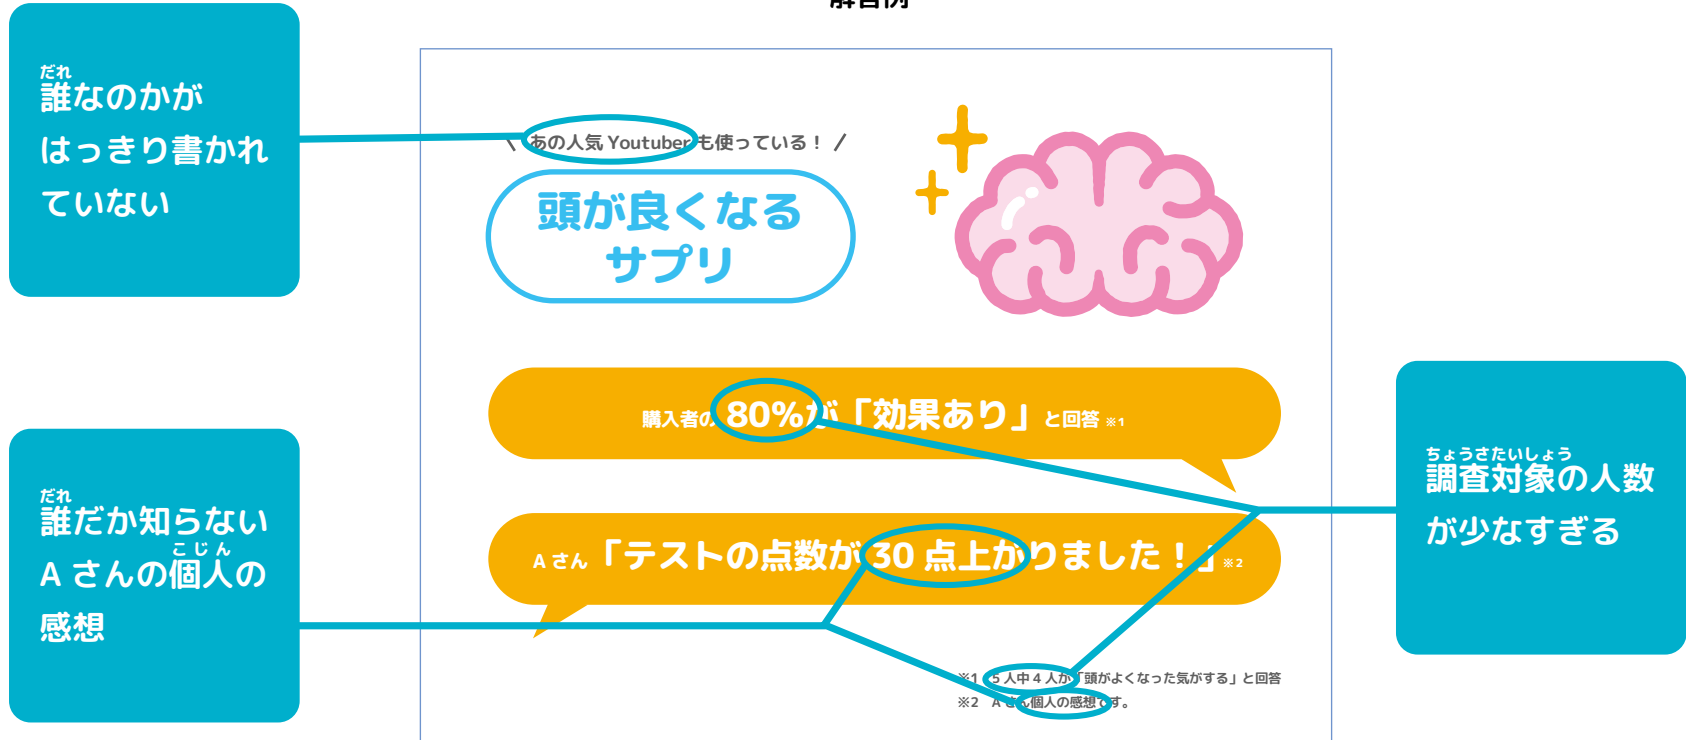 解答例
誰なのかが
はっきり書かれ
ていない
\ あの人気 Youtuber も使っている！ /
頭が良くなる
サプリ
購入者の 80%が「効果あり」と回答 ※1
A さん「テストの点数が 30 点上がりました！」※2
※1 5 人中 4 人が「頭がよくなった気がする」と回答
※2 A さん個人の感想です。
誰だか知らない
A さんの個人の
感想
調査対象の人数
が少なすぎる
だれ
だれ
こじん
ちょうさたいしょう